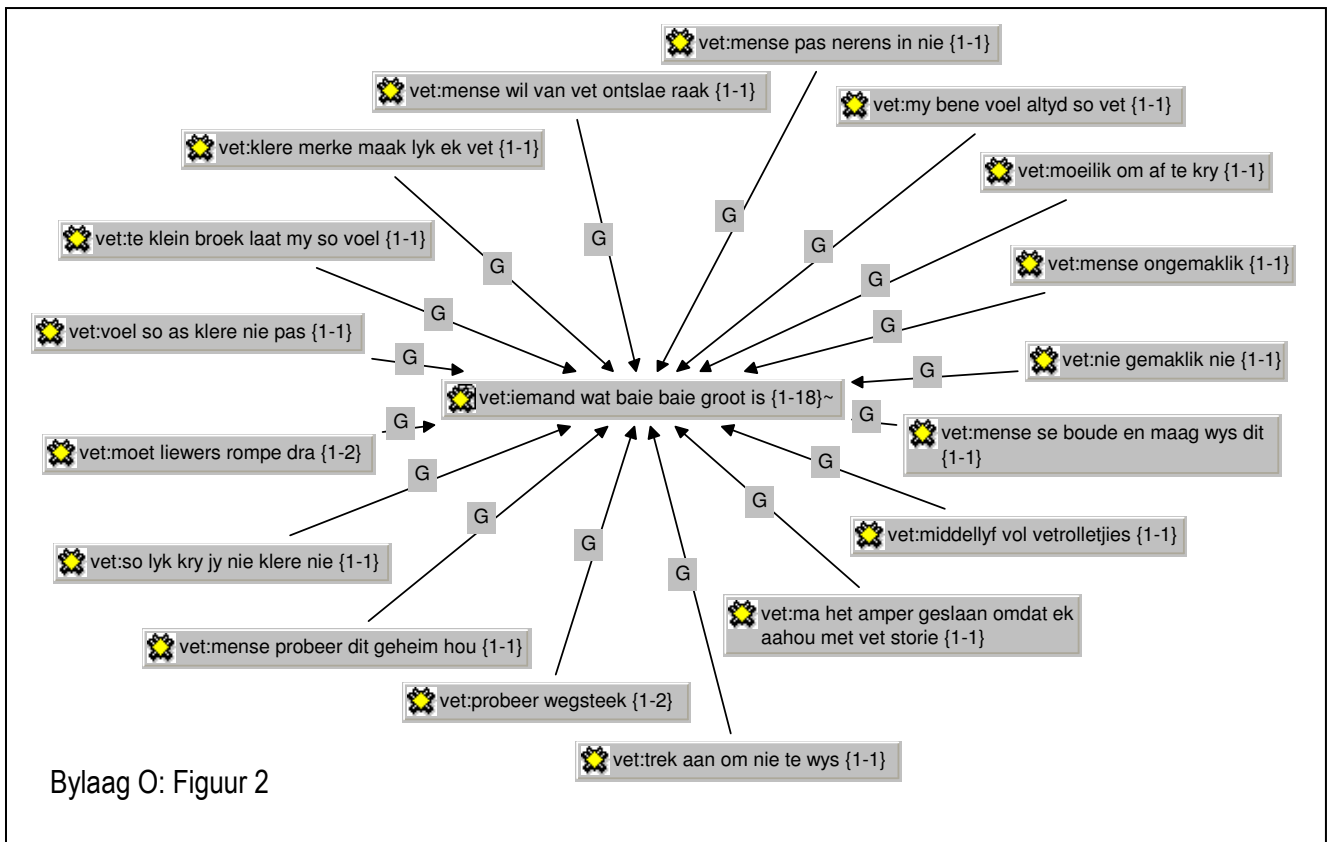 vet:mense pas nerens in nie {1-1}
vet:mense wil van vet ontslae raak {1-1}
vet:my bene voel altyd so vet {1-1}
vet:klere merke maak lyk ek vet {1-1}
vet:moeilik om af te kry {1-1}
G
G
vet:te klein broek laat my so voel {1-1}
G
G
vet:mense ongemaklik {1-1}
G
G
G
G
vet:voel so as klere nie pas {1-1}
G
vet:nie gemaklik nie {1-1}
G
vet:iemand wat baie baie groot is {1-18}~
G
G
vet:mense se boude en maag wys dit
{1-1}
vet:moet liewers rompe dra {1-2}
G
G
G
G
vet:middellyf vol vetrolletjies {1-1}
G
vet:so lyk kry jy nie klere nie {1-1}
G
vet:ma het amper geslaan omdat ek
aahou met vet storie {1-1}
vet:mense probeer dit geheim hou {1-1}
vet:probeer wegsteek {1-2}
vet:trek aan om nie te wys {1-1}
Bylaag O: Figuur 2